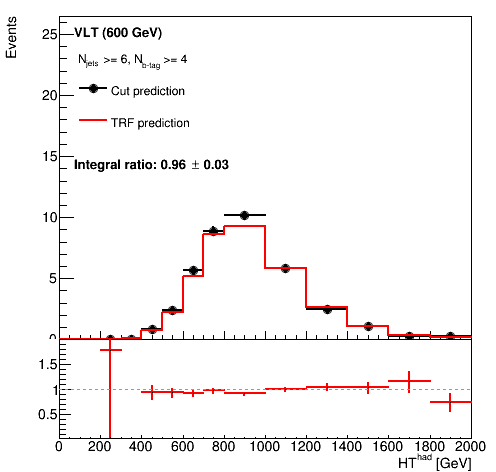 Events
VLT (600 GeV)
N_jets >= 6, N_b-tag >= 4
Cut prediction
TRF prediction
Integral ratio: 0.96 ± 0.03
25
20
15
10
5
0
1.5
1
0.5
0 200 400 600 800 1000 1200 1400 1600 1800 2000
HT^had [GeV]